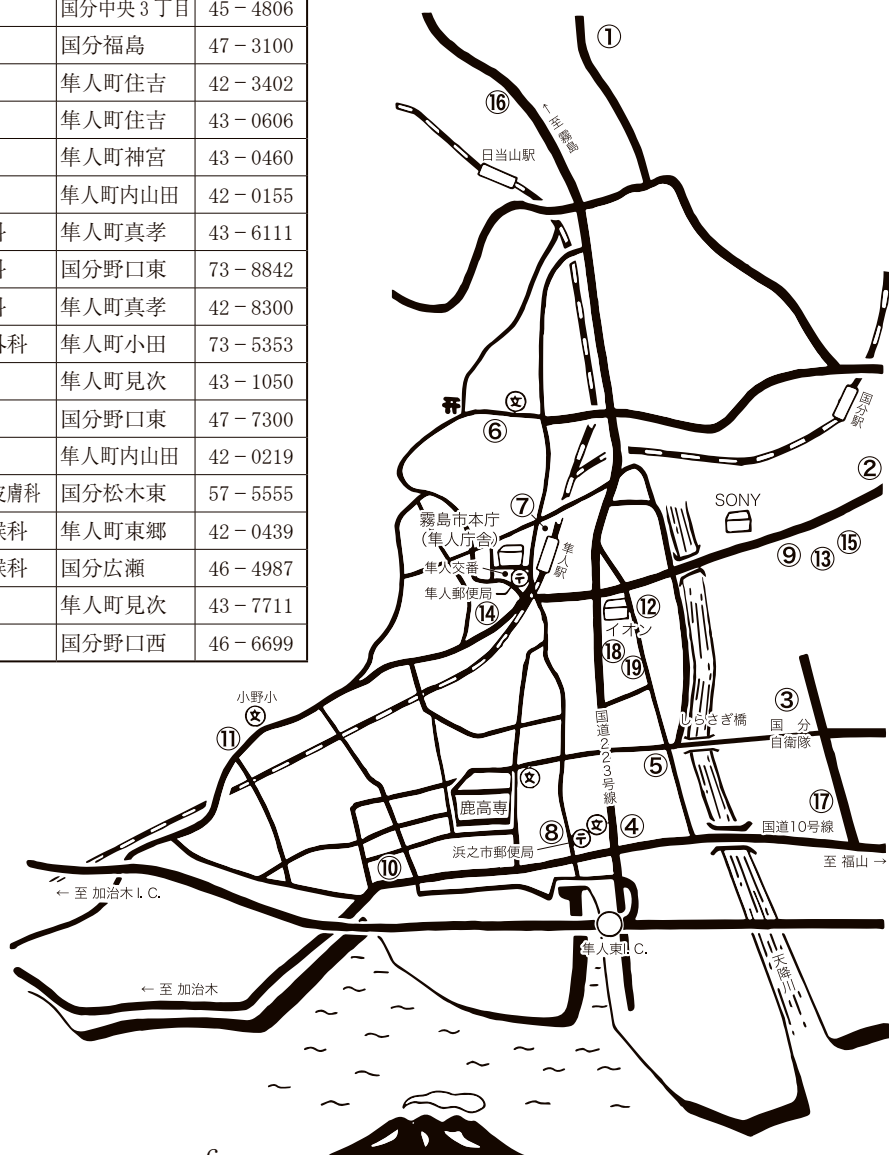 国分中央3丁目 45−4806
国分福島 47−3100
隼人町住吉 42−3402
隼人町住吉 43−0606
隼人町神宮 43−0460
隼人町内山田 42−0155
科 隼人町真孝 43−6111
科 国分野口東 73−8842
科 隼人町真孝 42−8300
外科 隼人町小田 73−5353
隼人町見次 43−1050
国分野口東 47−7300
隼人町内山田 42−0219
皮膚科 国分松木東 57−5555
隼人町東郷 42−0439
国分広瀬 46−4987
隼人町見次 43−7711
国分野口西 46−6699
①
⑯
←至霧島
日当山駅
国分駅
文
⑥
②
SONY
⑦
霧島市本庁
(隼人庁舎)
隼人駅
⑨
⑬
⑮
隼人交番
隼人郵便局
〒
⑭
⑫
イオン
⑱
⑲
小野小
文
⑪
国道223号線
しらさぎ橋
③
国分
自衛隊
⑤
文
鹿高専
⑰
国道10号線
⑧
〒
文
④
浜之市郵便局
至 福山→
⑩
← 至 加治木I.C.
隼人東I.C.
天降川
← 至 加治木